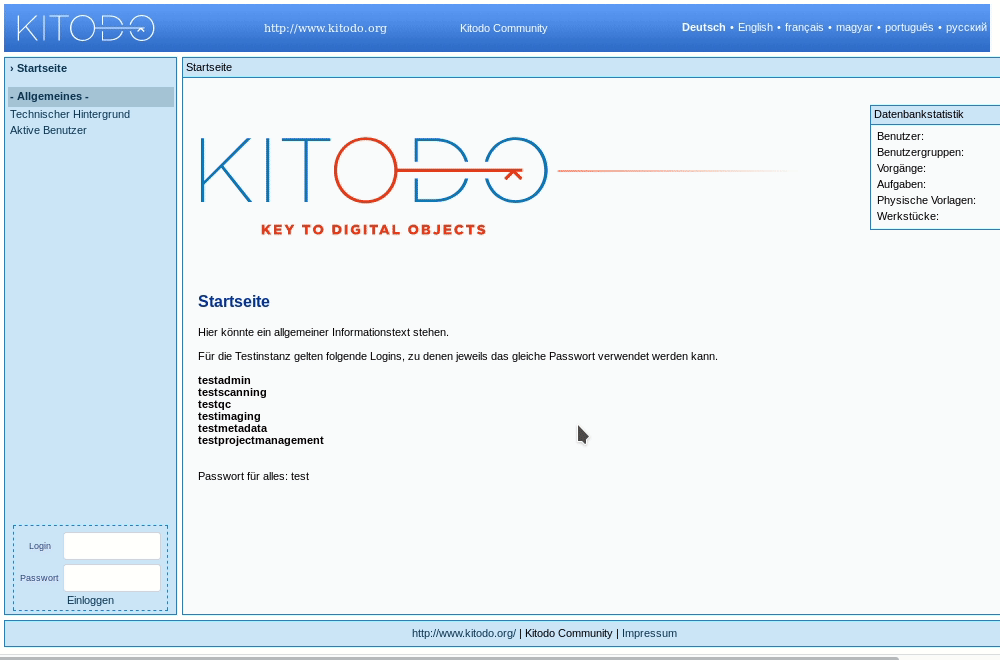 KITODO http://www.kitodo.org Kitodo Community Deutsch • English • français • magyar • português • русский
› Startseite
- Allgemeines -
Technischer Hintergrund
Aktive Benutzer
Login
Passwort
Einloggen
Startseite
KITODO
KEY TO DIGITAL OBJECTS
Startseite
Hier könnte ein allgemeiner Informationstext stehen.
Für die Testinstanz gelten folgende Logins, zu denen jeweils das gleiche Passwort verwendet werden kann.
testadmin
testscanning
testqc
testimaging
testmetadata
testprojectmanagement
Passwort für alles: test
Datenbankstatistik
Benutzer:
Benutzergruppen:
Vorgänge:
Aufgaben:
Physische Vorlagen:
Werkstücke:
http://www.kitodo.org/ | Kitodo Community | Impressum